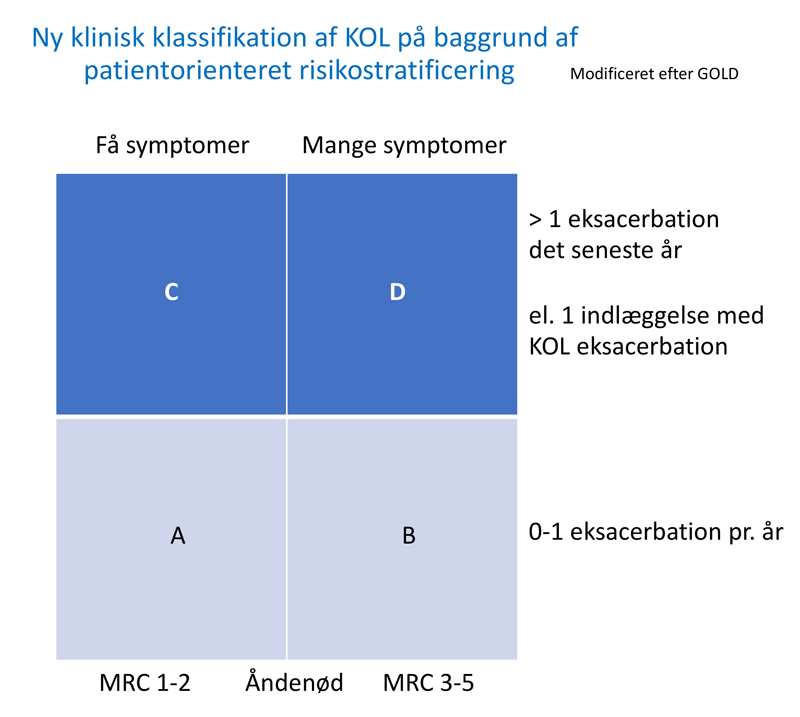 Ny klinisk klassifikation af KOL på baggrund af
patientorienteret risikostratificering
Modificeret efter GOLD
Få symptomer
Mange symptomer
C
D
> 1 eksacerbation
det seneste år
el. 1 indlæggelse med
KOL eksacerbation
A
B
0-1 eksacerbation pr. år
MRC 1-2
Åndenød
MRC 3-5